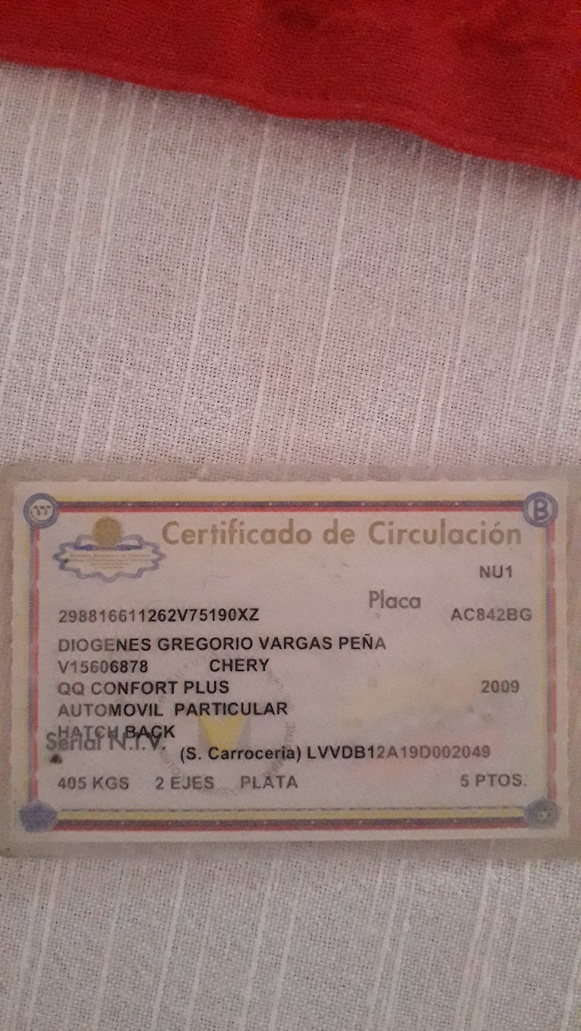 Certificado de Circulación
NU1
Placa
298816611262V75190XZ AC842BG
DIOGENES GREGORIO VARGAS PEÑA
V15606878 CHERY
QQ CONFORT PLUS 2009
AUTOMOVIL PARTICULAR
HATCH BACK
Serial N.I.V. (S. Carroceria) LVVDB12A19D002049
405 KGS 2 EJES PLATA 5 PTOS.